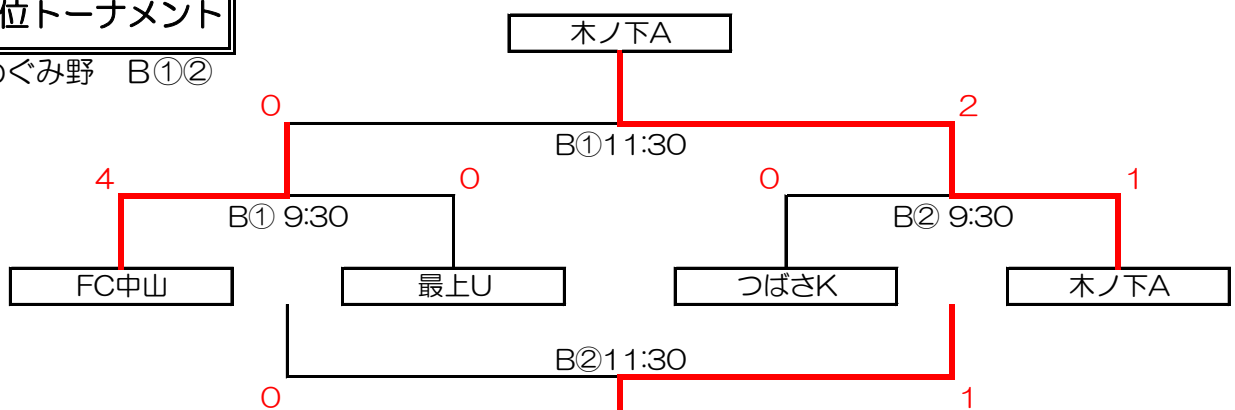 位トーナメント
木ノ下A
ぐみ野　B①②
0
2
B①11:30
4
0
0
1
B① 9:30
B② 9:30
FC中山
最上U
つばさK
木ノ下A
B②11:30
0
1